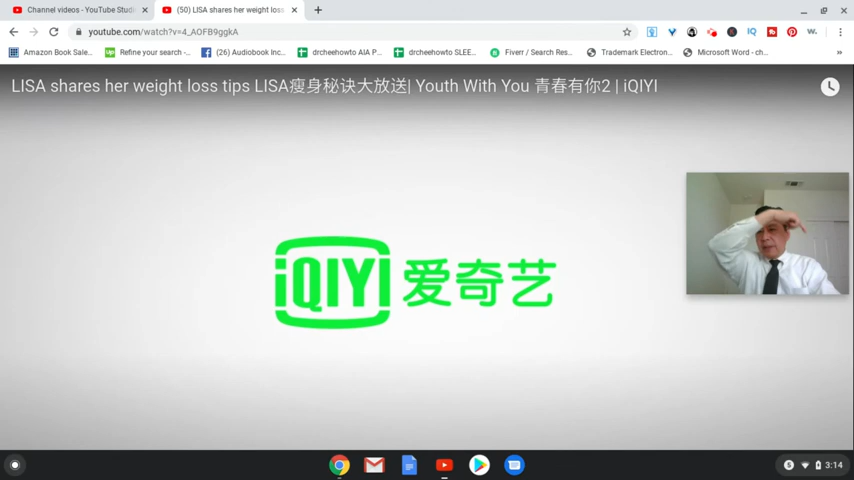 Channel videos - YouTube Studi
(50) LISA shares her weight loss
youtube.com/watch?v=4_AOFB9ggkA
Amazon Book Sale...
Refine your search -...
(26) Audiobook Inc...
drcheehowto AIA P...
drcheehowto SLEE...
Fiverr / Search Res...
Trademark Electron...
Microsoft Word - ch...
LISA shares her weight loss tips LISA瘦身秘诀大放送| Youth With You 青春有你2 | iQIYI
iQIYI 爱奇艺
3:14